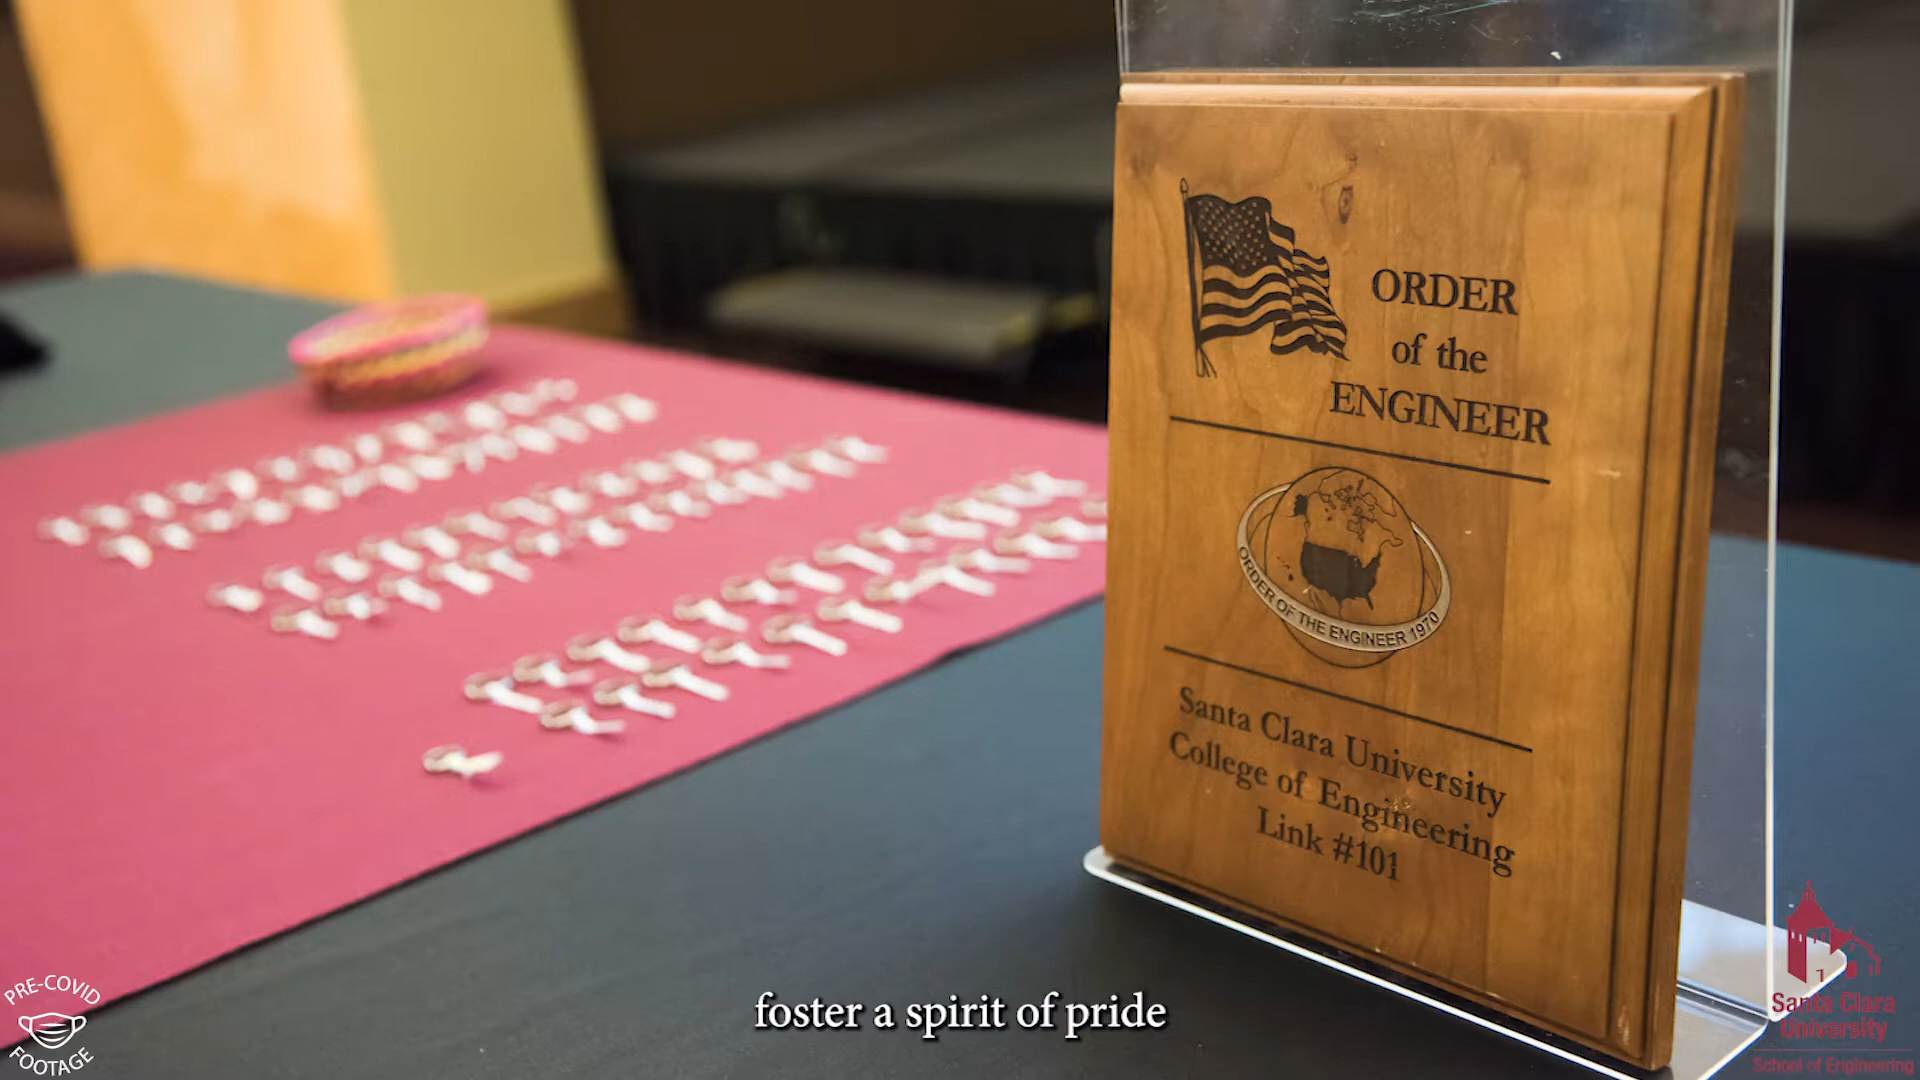 ORDER
of the
ENGINEER
ORDER OF THE ENGINEER 1970
Santa Clara University
College of Engineering
Link #101
foster a spirit of pride
PRE-COVID
FOOTAGE
Santa Clara
University
School of Engineering